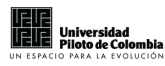 Universidad
Piloto de Colombia
UN ESPACIO PARA LA EVOLUCIÓN